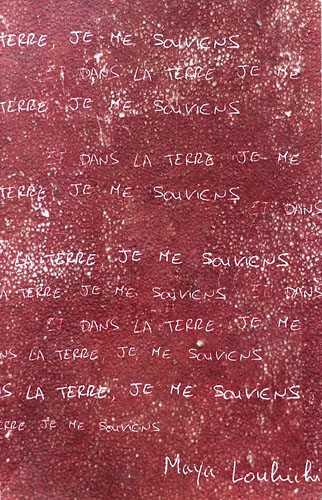 TERRE, JE ME SOUVIENS
ET DANS LA TERRE JE ME
TERRE, JE ME SOUVIENS
ET DANS LA TERRE JE ME
TERRE JE ME SOUVIENS
ET DANS
LA TERRE JE ME SOUVIENS
A TERRE JE ME SOUVIENS ET DANS
ET DANS LA TERRE, JE ME
NS LA TERRE JE ME SOUVIENS
S LA TERRE, JE ME SOUVIENS
ERRE JE ME SOUVIENS
Maya Louhichi